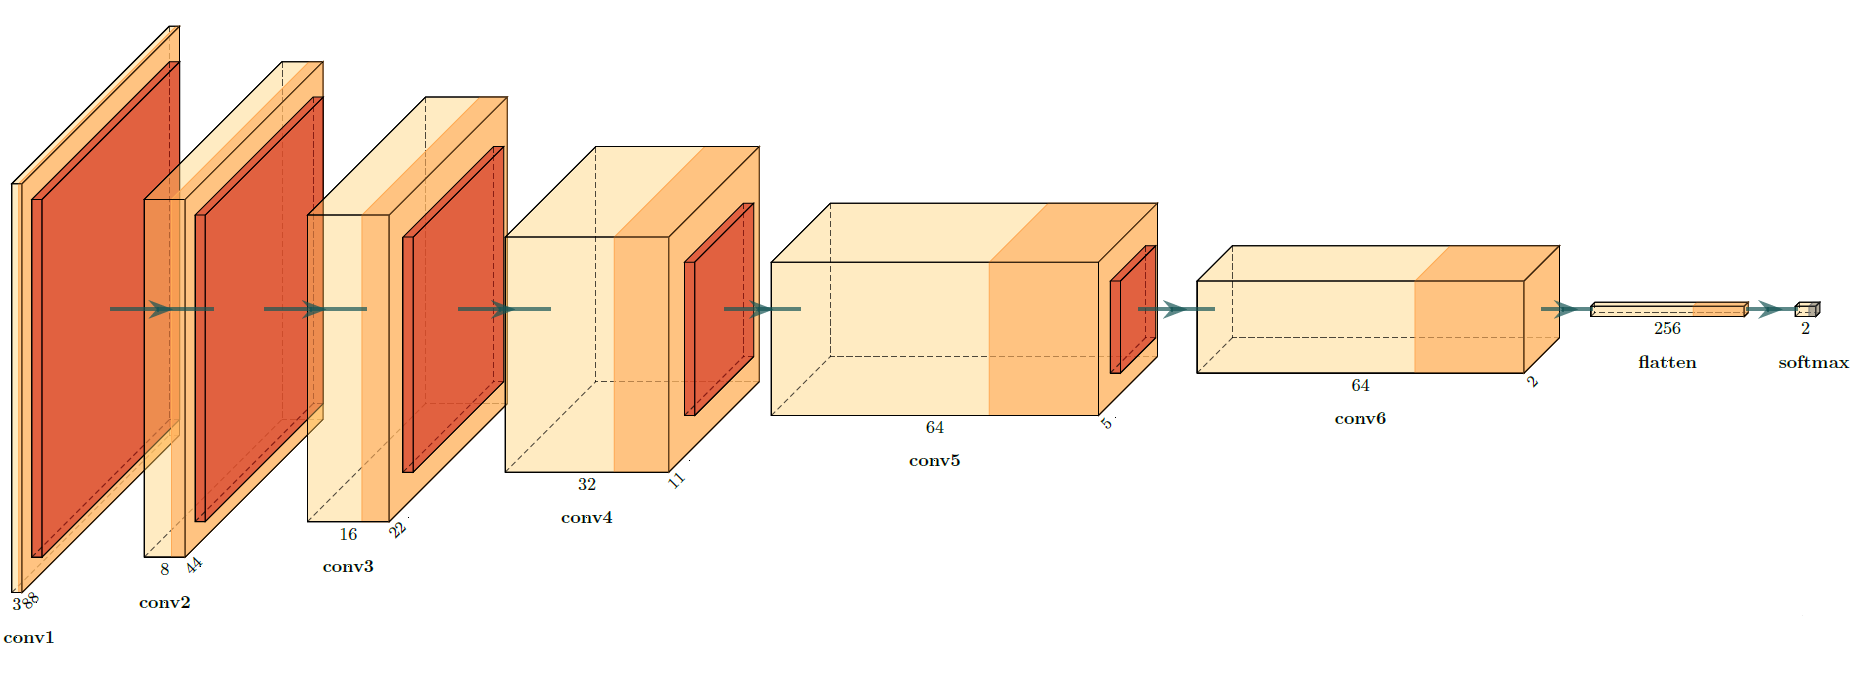 3 88
conv1
8 44
conv2
16 22
conv3
32 11
conv4
64 5
conv5
64 2
conv6
256
flatten
2
softmax